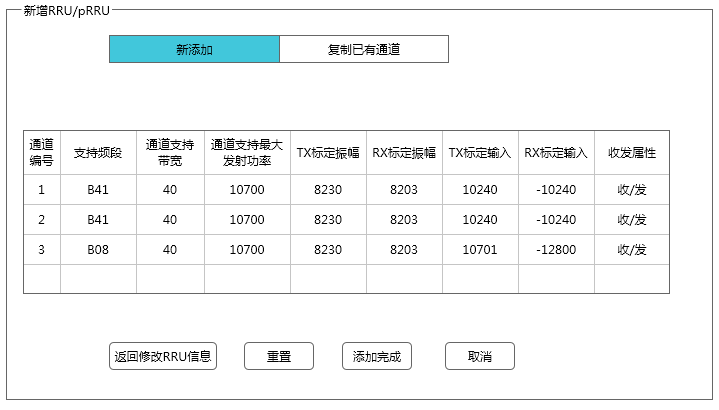 新增RRU/pRRU
新添加 复制已有通道
通道编号 支持频段 通道支持带宽 通道支持最大发射功率 TX标定振幅 RX标定振幅 TX标定输入 RX标定输入 收发属性
1 B41 40 10700 8230 8203 10240 -10240 收/发
2 B41 40 10700 8230 8203 10240 -10240 收/发
3 B08 40 10700 8230 8203 10701 -12800 收/发
返回修改RRU信息 重置 添加完成 取消